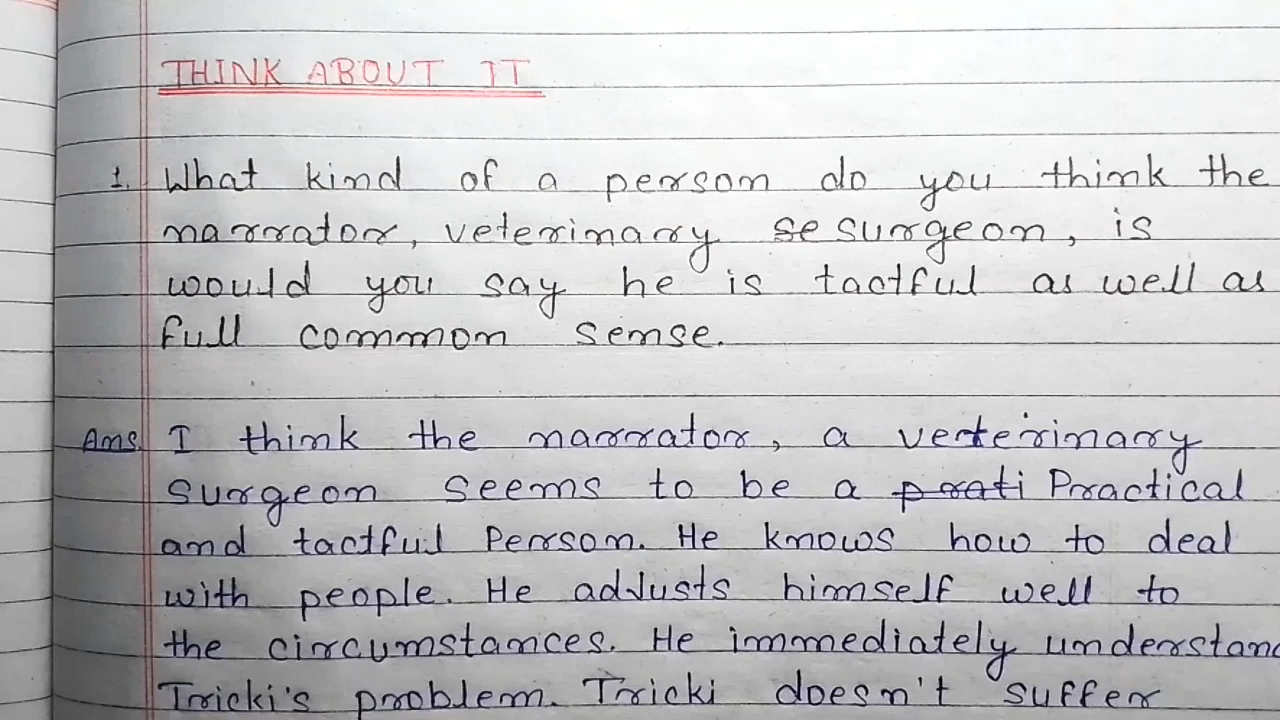 THINK ABOUT IT
1. What kind of a person do you think the
narrator, veterinary se surgeon, is
would you say he is tactful as well as
full common sense.
Ans. I think the narrator, a veterinary
surgeon seems to be a prati Practical
and tactful Person. He knows how to deal
with people. He adjusts himself well to
the circumstances. He immediately understand
Tricki's problem. Tricki doesn't suffer